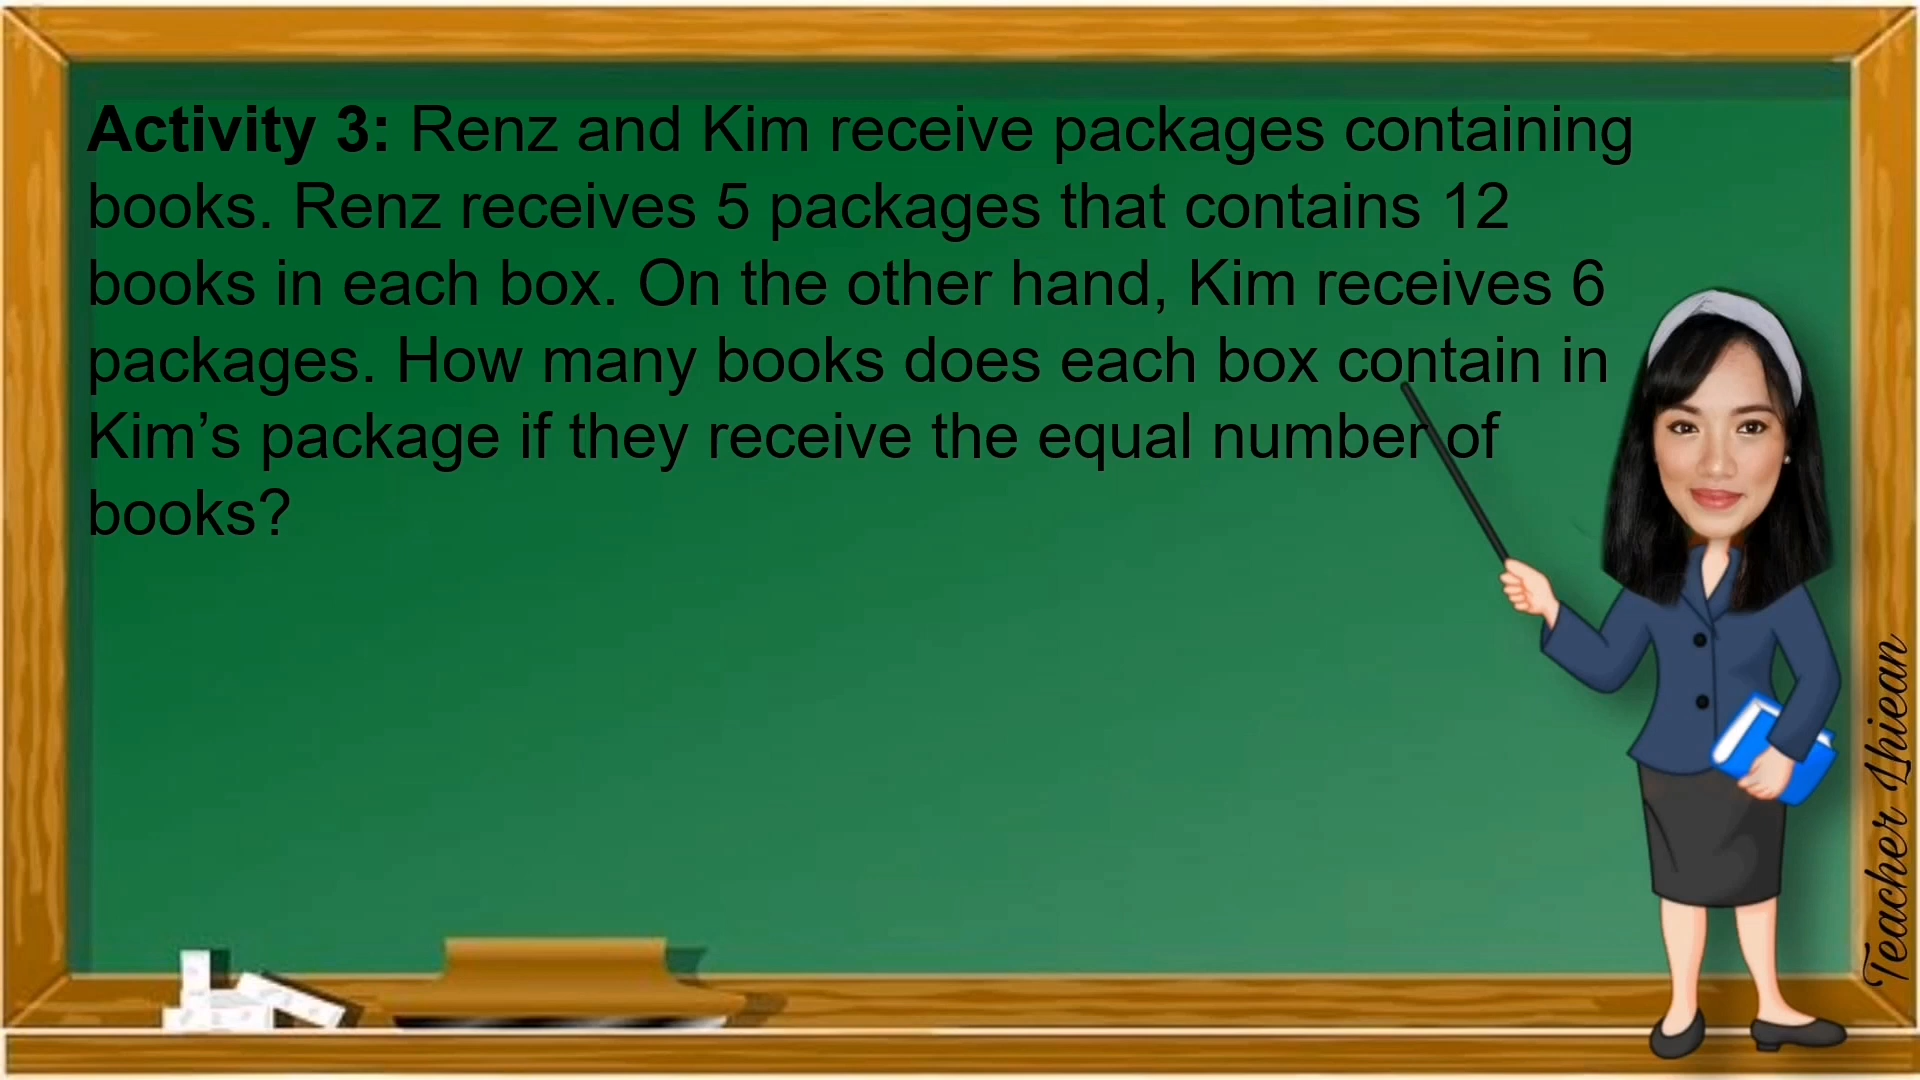 Activity 3: Renz and Kim receive packages containing
books. Renz receives 5 packages that contains 12
books in each box. On the other hand, Kim receives 6
packages. How many books does each box contain in
Kim’s package if they receive the equal number of
books?
Teacher Lhiean